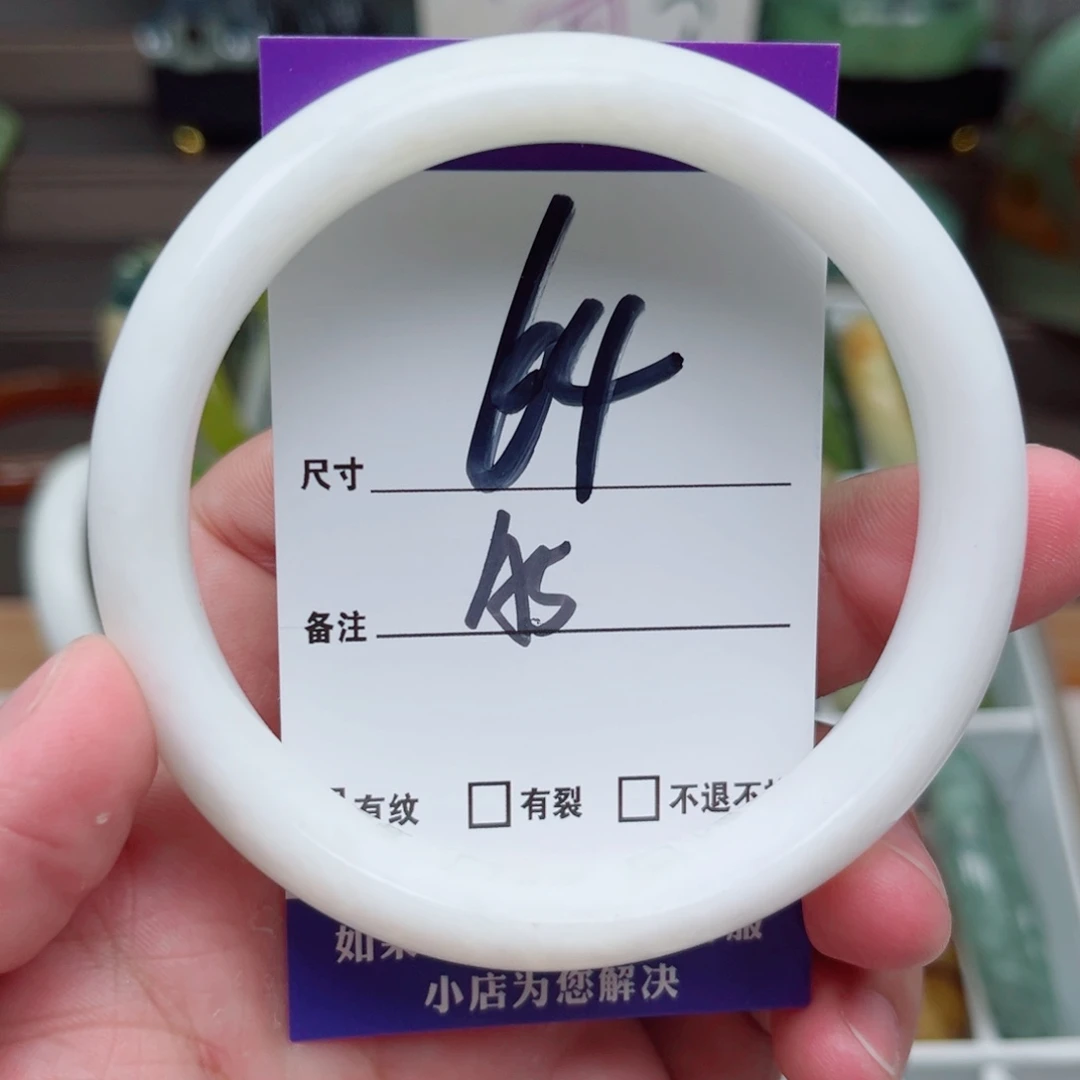 64
尺寸
A5
备注
有纹 有裂 不退不
如果 服
小店为您解决